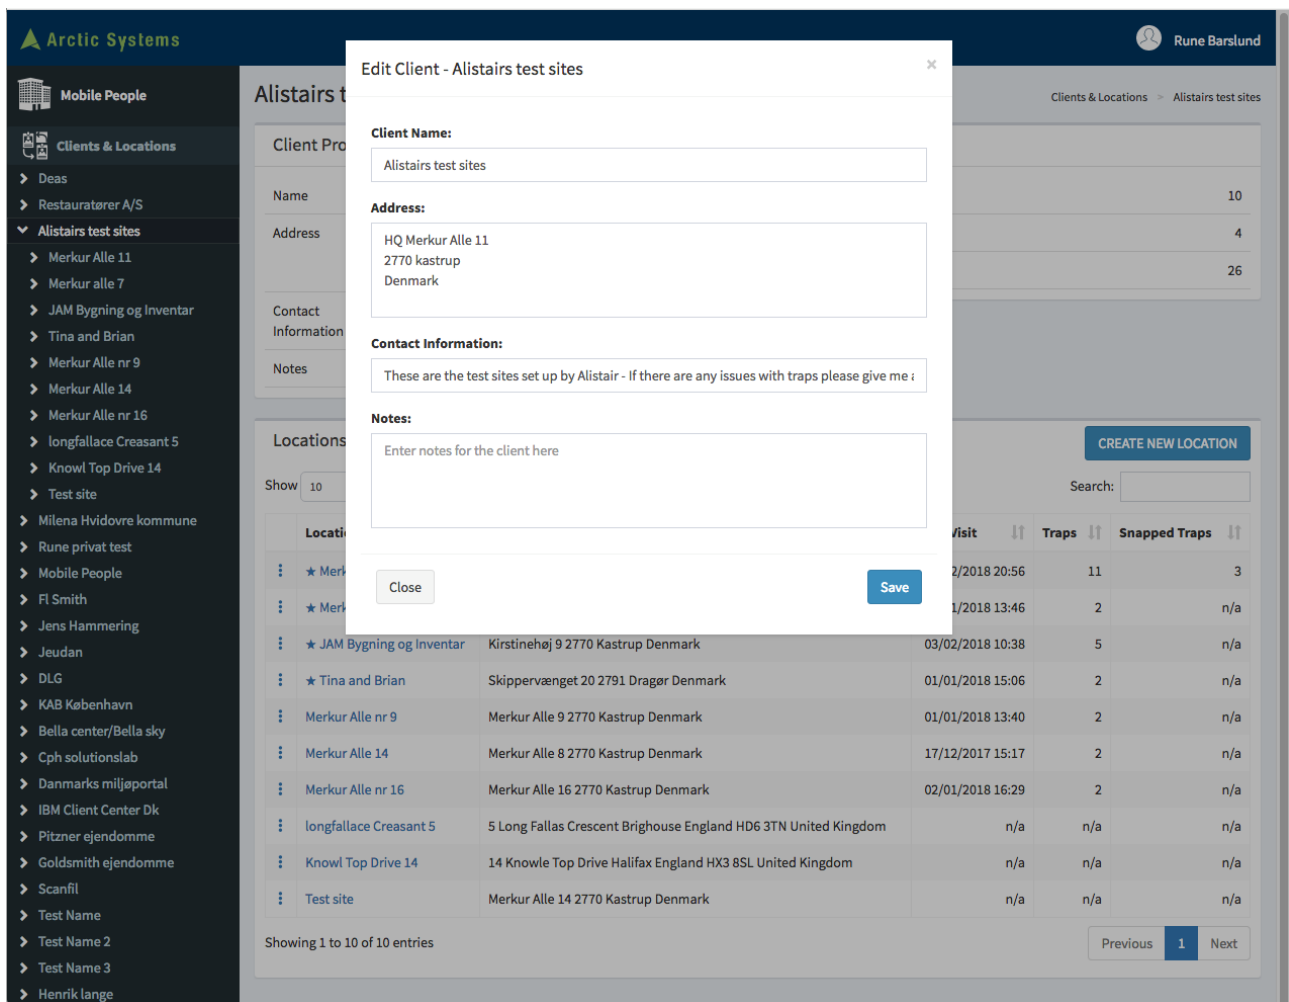 Arctic Systems
Rune Barslund
Mobile People
Clients & Locations
Deas
Restauratører A/S
Alistairs test sites
Merkur Alle 11
Merkur alle 7
JAM Bygning og Inventar
Tina and Brian
Merkur Alle nr 9
Merkur Alle 14
Merkur Alle nr 16
longfallace Creasant 5
Knowl Top Drive 14
Test site
Milena Hvidovre kommune
Rune privat test
Mobile People
Fl Smith
Jens Hammering
Jeudan
DLG
KAB København
Bella center/Bella sky
Cph solutionslab
Danmarks miljøportal
IBM Client Center Dk
Pitzner ejendomme
Goldsmith ejendomme
Scanfil
Test Name
Test Name 2
Test Name 3
Henrik lange
Alistairs t
Clients & Locations > Alistairs test sites
Client Pro
Name
10
Address
4
26
Contact
Information
Notes
Edit Client - Alistairs test sites
×
Client Name:
Alistairs test sites
Address:
HQ Merkur Alle 11
2770 kastrup
Denmark
Contact Information:
These are the test sites set up by Alistair - If there are any issues with traps please give me a
Notes:
Enter notes for the client here
Close
Save
Locations
CREATE NEW LOCATION
Show 10
Search:
Locati Visit Traps Snapped Traps
★ Merk 2/2018 20:56 11 3
★ Merk 1/2018 13:46 2 n/a
★ JAM Bygning og Inventar Kirstinehøj 9 2770 Kastrup Denmark 03/02/2018 10:38 5 n/a
★ Tina and Brian Skippervænget 20 2791 Dragør Denmark 01/01/2018 15:06 2 n/a
Merkur Alle nr 9 Merkur Alle 9 2770 Kastrup Denmark 01/01/2018 13:40 2 n/a
Merkur Alle 14 Merkur Alle 8 2770 Kastrup Denmark 17/12/2017 15:17 2 n/a
Merkur Alle nr 16 Merkur Alle 16 2770 Kastrup Denmark 02/01/2018 16:29 2 n/a
longfallace Creasant 5 5 Long Fallas Crescent Brighouse England HD6 3TN United Kingdom n/a n/a n/a
Knowl Top Drive 14 14 Knowle Top Drive Halifax England HX3 8SL United Kingdom n/a n/a n/a
Test site Merkur Alle 14 2770 Kastrup Denmark n/a n/a n/a
Showing 1 to 10 of 10 entries
Previous 1 Next